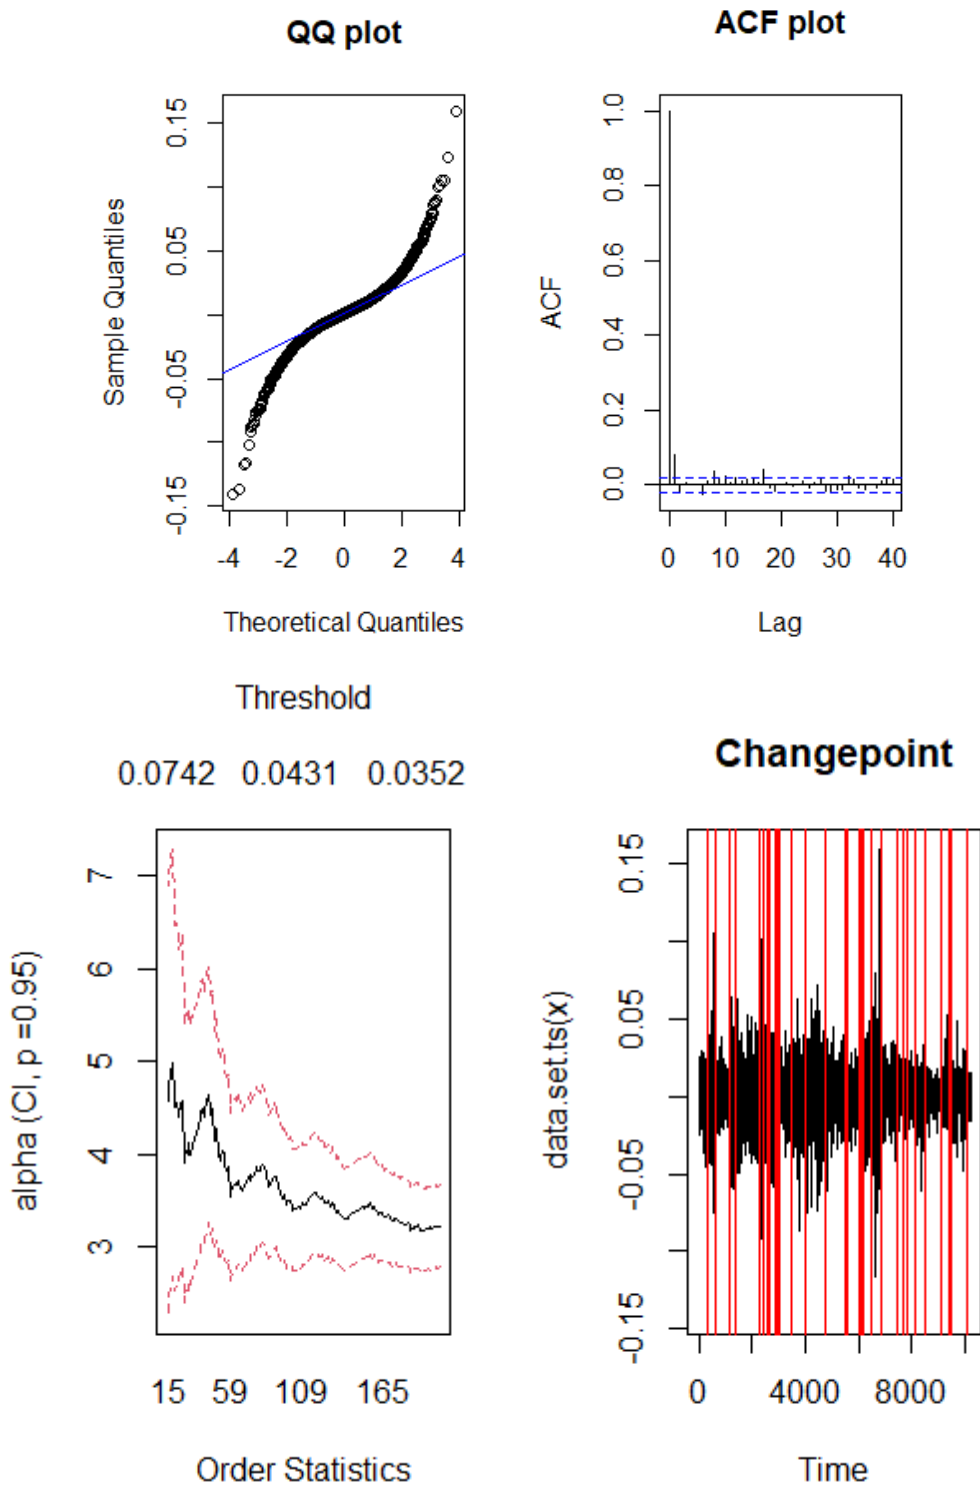 QQ plot
Sample Quantiles
0.15
0.05
-0.05
-0.15
-4 -2 0 2 4
Theoretical Quantiles
ACF plot
ACF
1.0
0.8
0.6
0.4
0.2
0.0
0 10 20 30 40
Lag
Threshold
0.0742 0.0431 0.0352
alpha (CI, p =0.95)
7
6
5
4
3
15 59 109 165
Order Statistics
Changepoint
data.set.ts(x)
0.15
0.05
-0.05
-0.15
0 4000 8000
Time